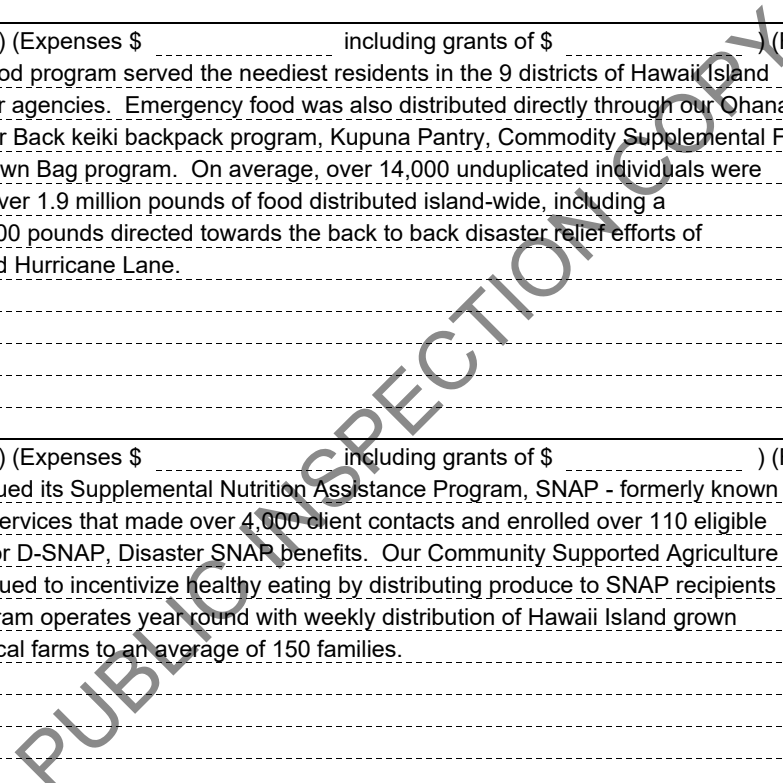 ) (Expenses $ including grants of $ ) (
od program served the neediest residents in the 9 districts of Hawaii Island
r agencies. Emergency food was also distributed directly through our Ohana
r Back keiki backpack program, Kupuna Pantry, Commodity Supplemental F
wn Bag program. On average, over 14,000 unduplicated individuals were
ver 1.9 million pounds of food distributed island-wide, including a
00 pounds directed towards the back to back disaster relief efforts of
d Hurricane Lane.
) (Expenses $ including grants of $ ) (
ued its Supplemental Nutrition Assistance Program, SNAP - formerly known
ervices that made over 4,000 client contacts and enrolled over 110 eligible
or D-SNAP, Disaster SNAP benefits. Our Community Supported Agriculture
ued to incentivize healthy eating by distributing produce to SNAP recipients
ram operates year round with weekly distribution of Hawaii Island grown
cal farms to an average of 150 families.
PUBLIC INSPECTION COPY